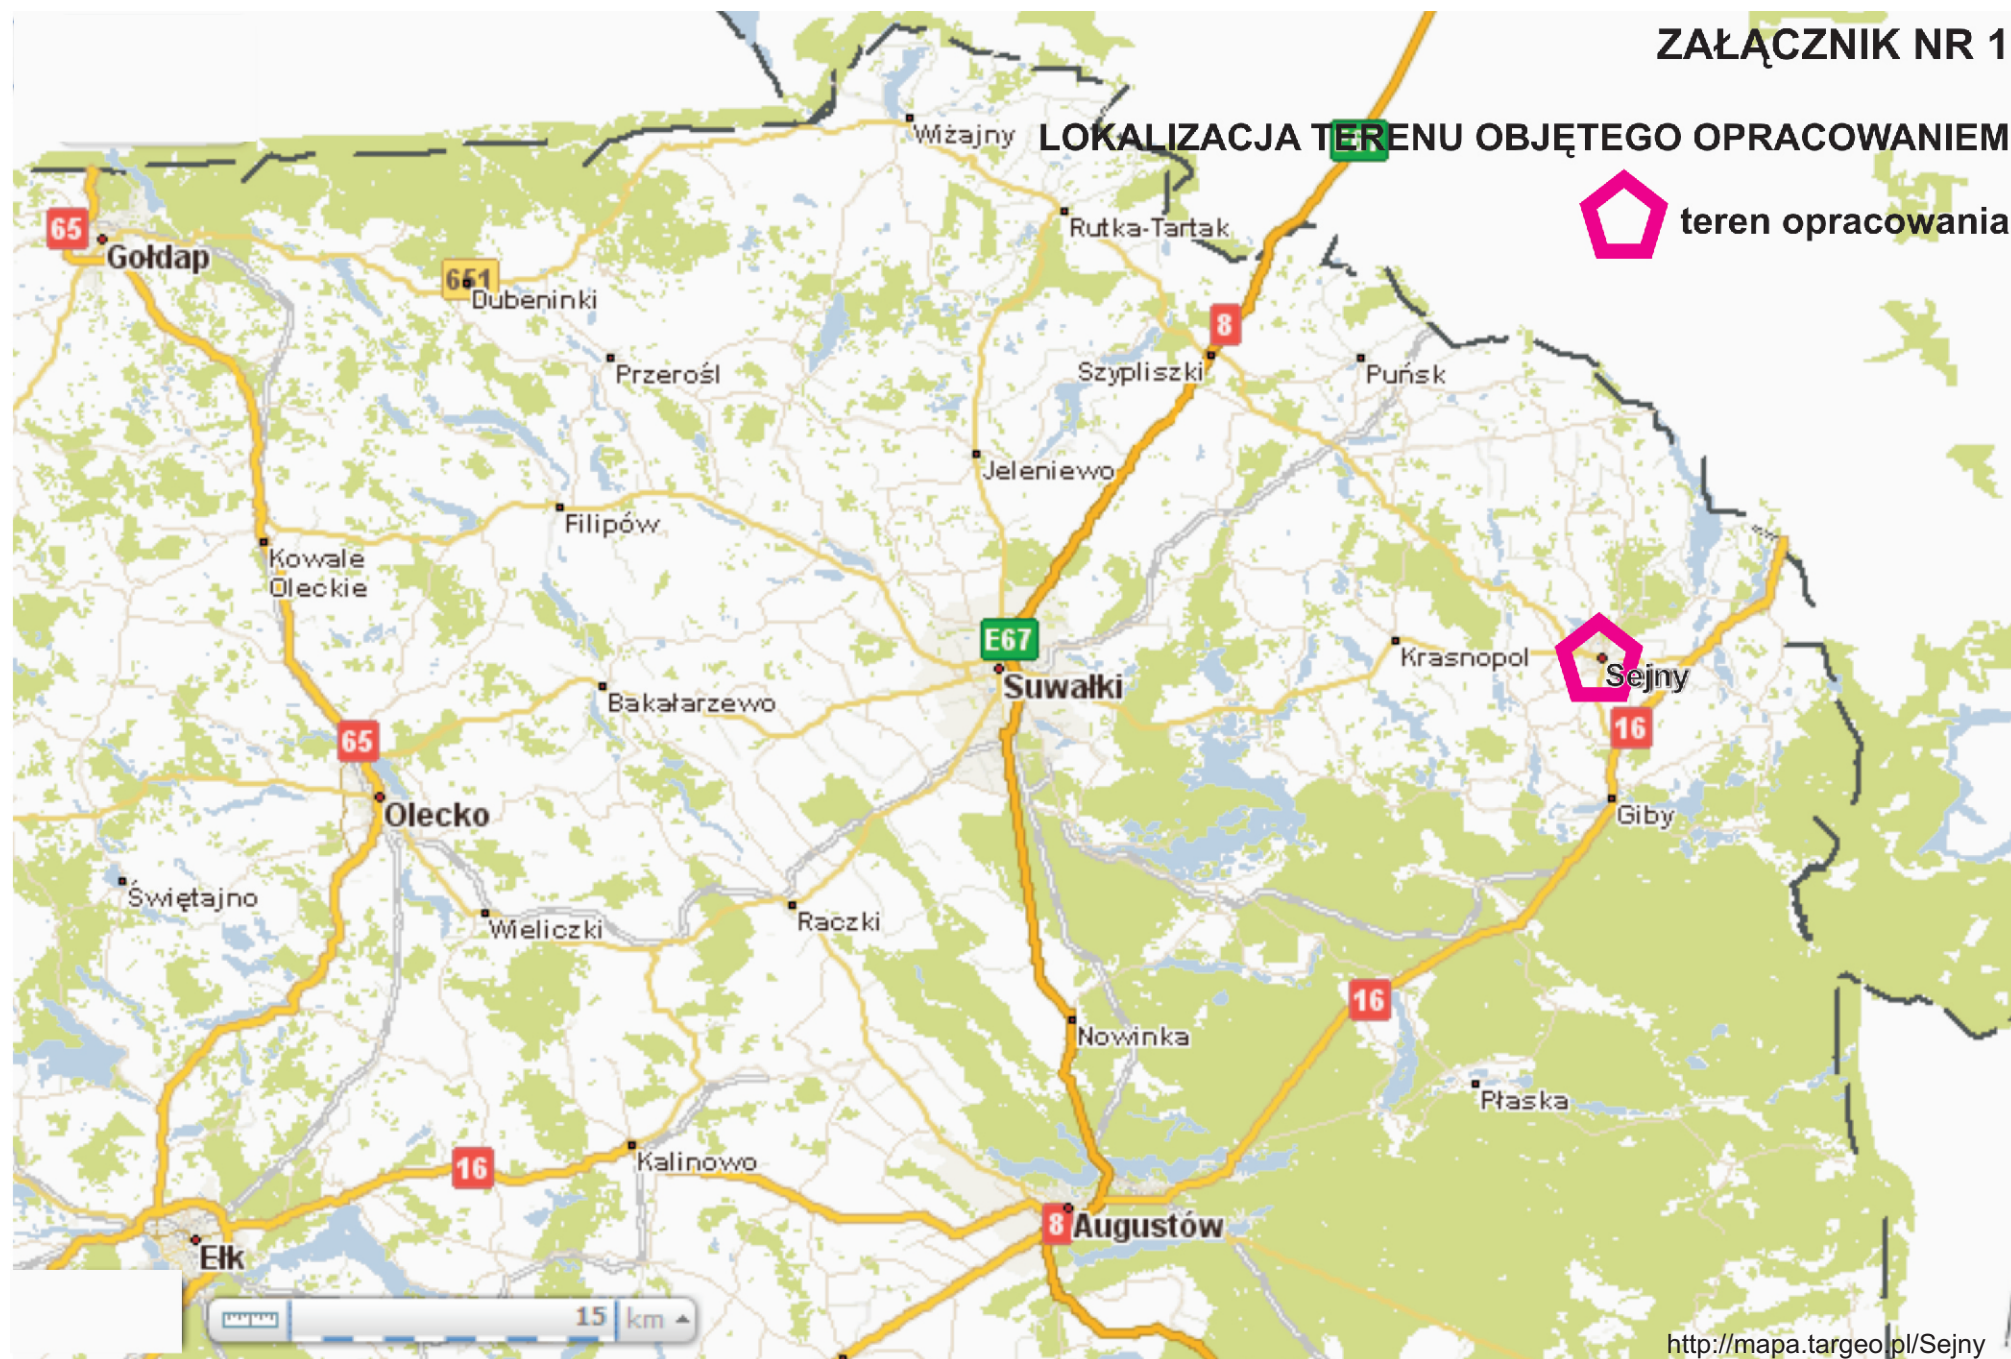 ZAŁĄCZNIK NR 1
LOKALIZACJA TERENU OBJĘTEGO OPRACOWANIEM
teren opracowania
Wiżajny
Rutka-Tartak
65
Gołdap
651
Dubeninki
8
Przerośl
Szypliszki
Puńsk
Jeleniewo
Filipów
Kowale
Oleckie
E67
Suwałki
Krasnopol
Sejny
Bakałarzewo
65
16
Olecko
Giby
Świętajno
Wieliczki
Raczki
16
Nowinka
Płaska
16
Kalinowo
8
Augustów
Ełk
15 km
http://mapa.targeo.pl/Sejny